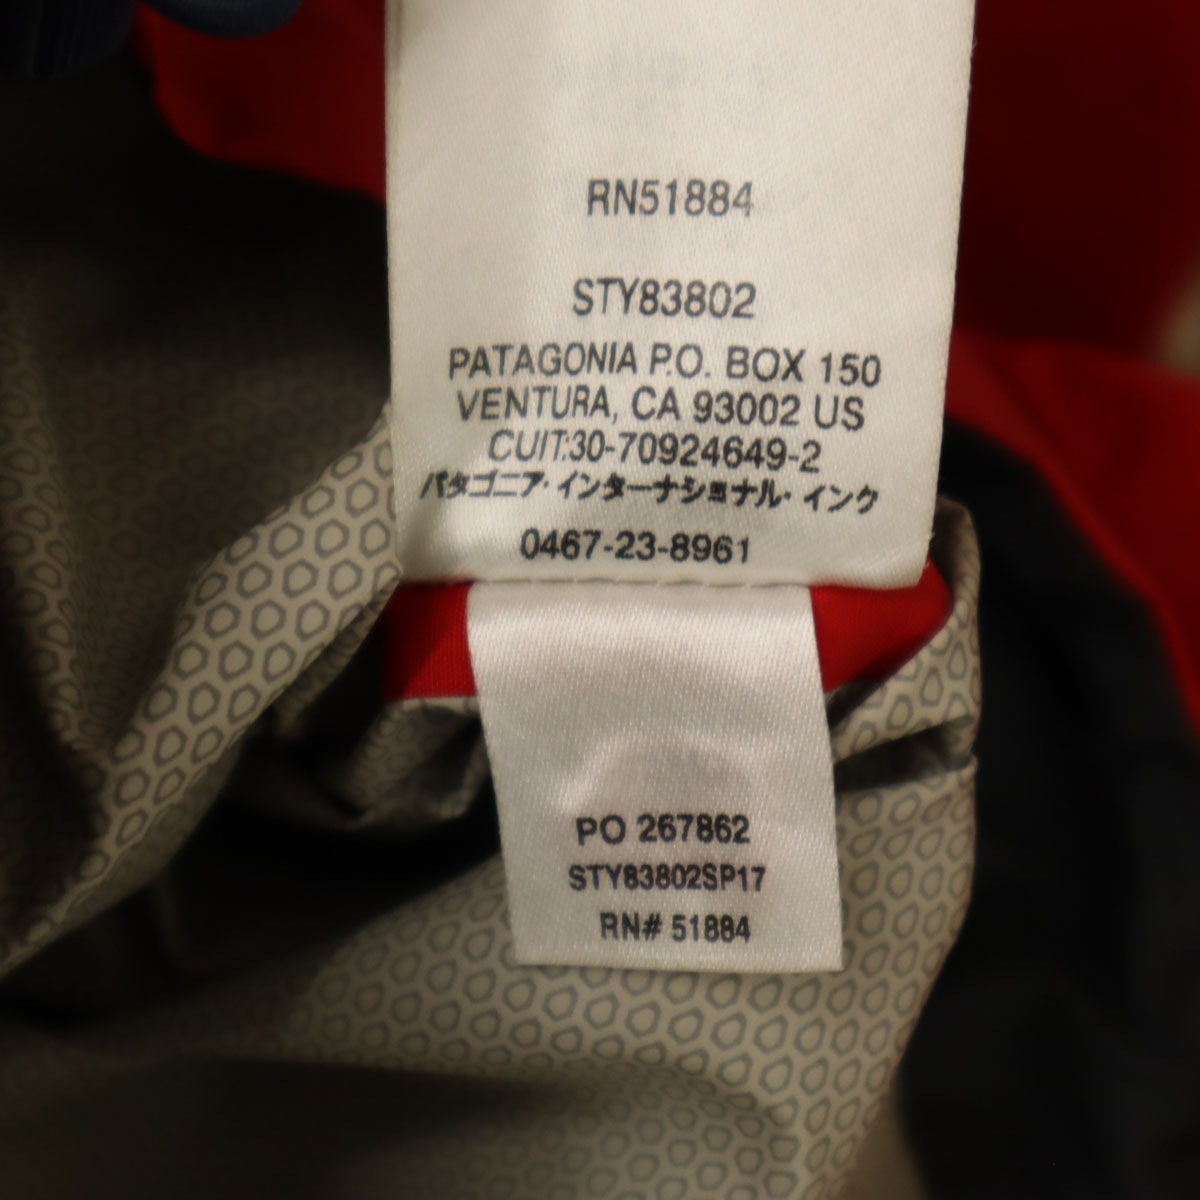 RN51884
STY83802
PATAGONIA P.O. BOX 150
VENTURA, CA 93002 US
CUIT:30-70924649-2
パタゴニア・インターナショナル・インク
0467-23-8961
PO 267862
STY83802SP17
RN# 51884